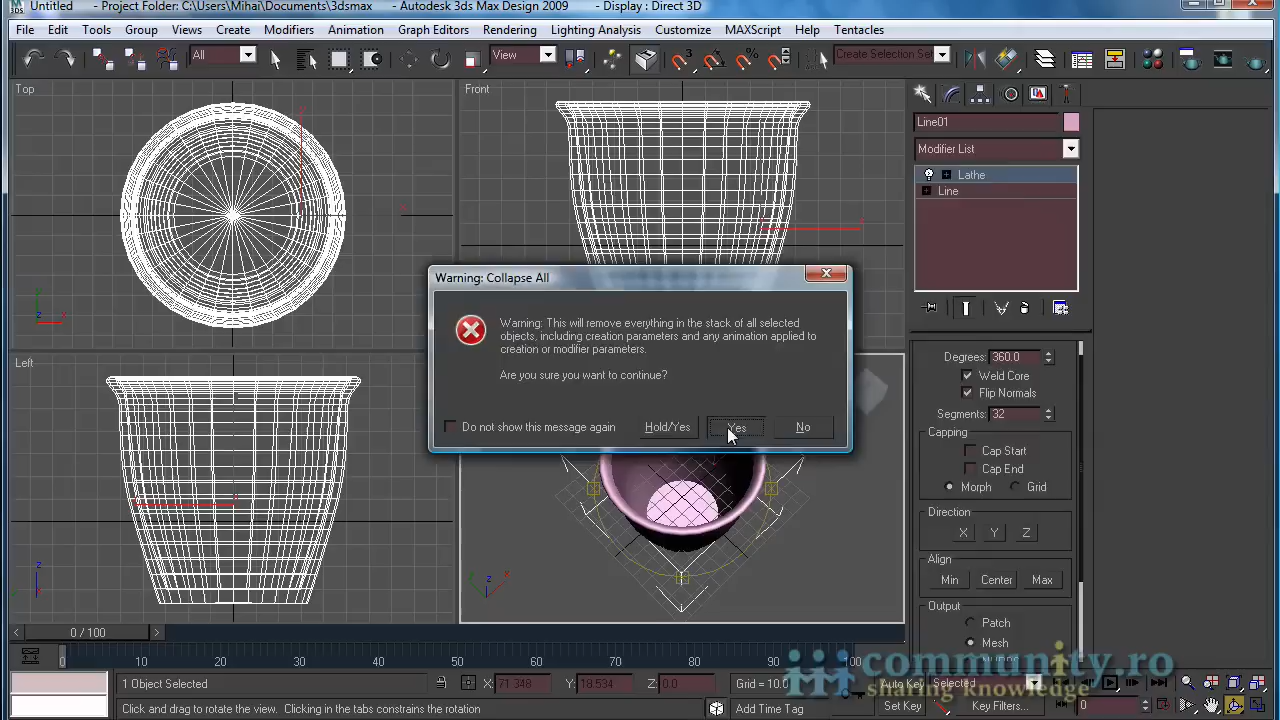 Untitled - Project Folder: C:\Users\Mihai\Documents\3dsmax - Autodesk 3ds Max Design 2009 - Display : Direct 3D
File Edit Tools Group Views Create Modifiers Animation Graph Editors Rendering Lighting Analysis Customize MAXScript Help Tentacles
All View Create Selection Set
Top
Front
Left
Line01
Modifier List
Lathe
Line
Warning: Collapse All
Warning: This will remove everything in the stack of all selected
objects, including creation parameters and any animation applied to
creation or modifier parameters.
Are you sure you want to continue?
Do not show this message again Hold/Yes Yes No
Degrees: 360.0
Weld Core
Flip Normals
Segments: 32
Capping
Cap Start
Cap End
Morph Grid
Direction
X Y Z
Align
Min Center Max
Output
Patch
Mesh
0 / 100
0 10 20 30 40 50 60 70 80 90 100
community.ro
sharing knowledge
1 Object Selected X: 71.348 Y: 18.534 Z: 0.0 Grid = 10.0 Auto Key Selected
Click and drag to rotate the view. Clicking in the tabs constrains the rotation Add Time Tag Set Key Key Filters... 0